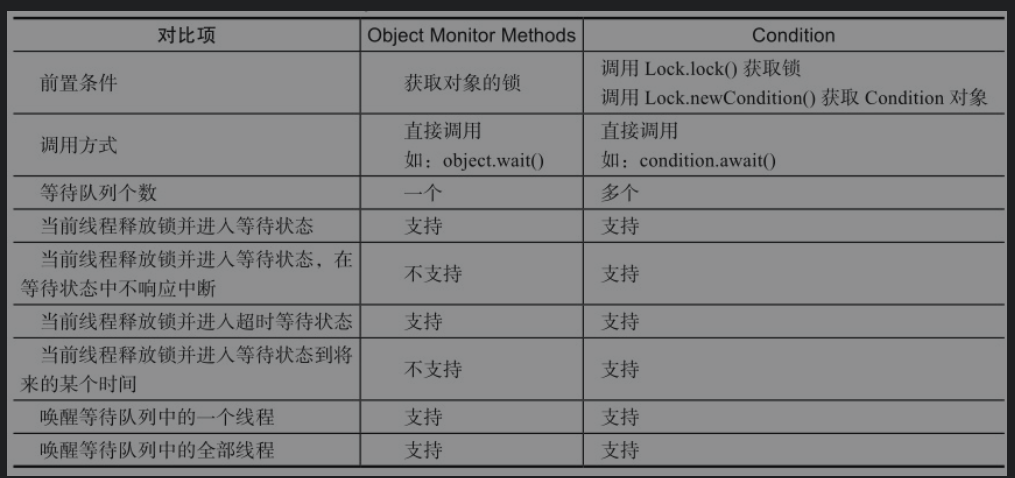 对比项 Object Monitor Methods Condition
前置条件 获取对象的锁 调用 Lock.lock() 获取锁
调用 Lock.newCondition() 获取 Condition 对象
调用方式 直接调用 直接调用
如：object.wait() 如：condition.await()
等待队列个数 一个 多个
当前线程释放锁并进入等待状态 支持 支持
当前线程释放锁并进入等待状态，在
等待状态中不响应中断 不支持 支持
当前线程释放锁并进入超时等待状态 支持 支持
当前线程释放锁并进入等待状态到将
来的某个时间 不支持 支持
唤醒等待队列中的一个线程 支持 支持
唤醒等待队列中的全部线程 支持 支持